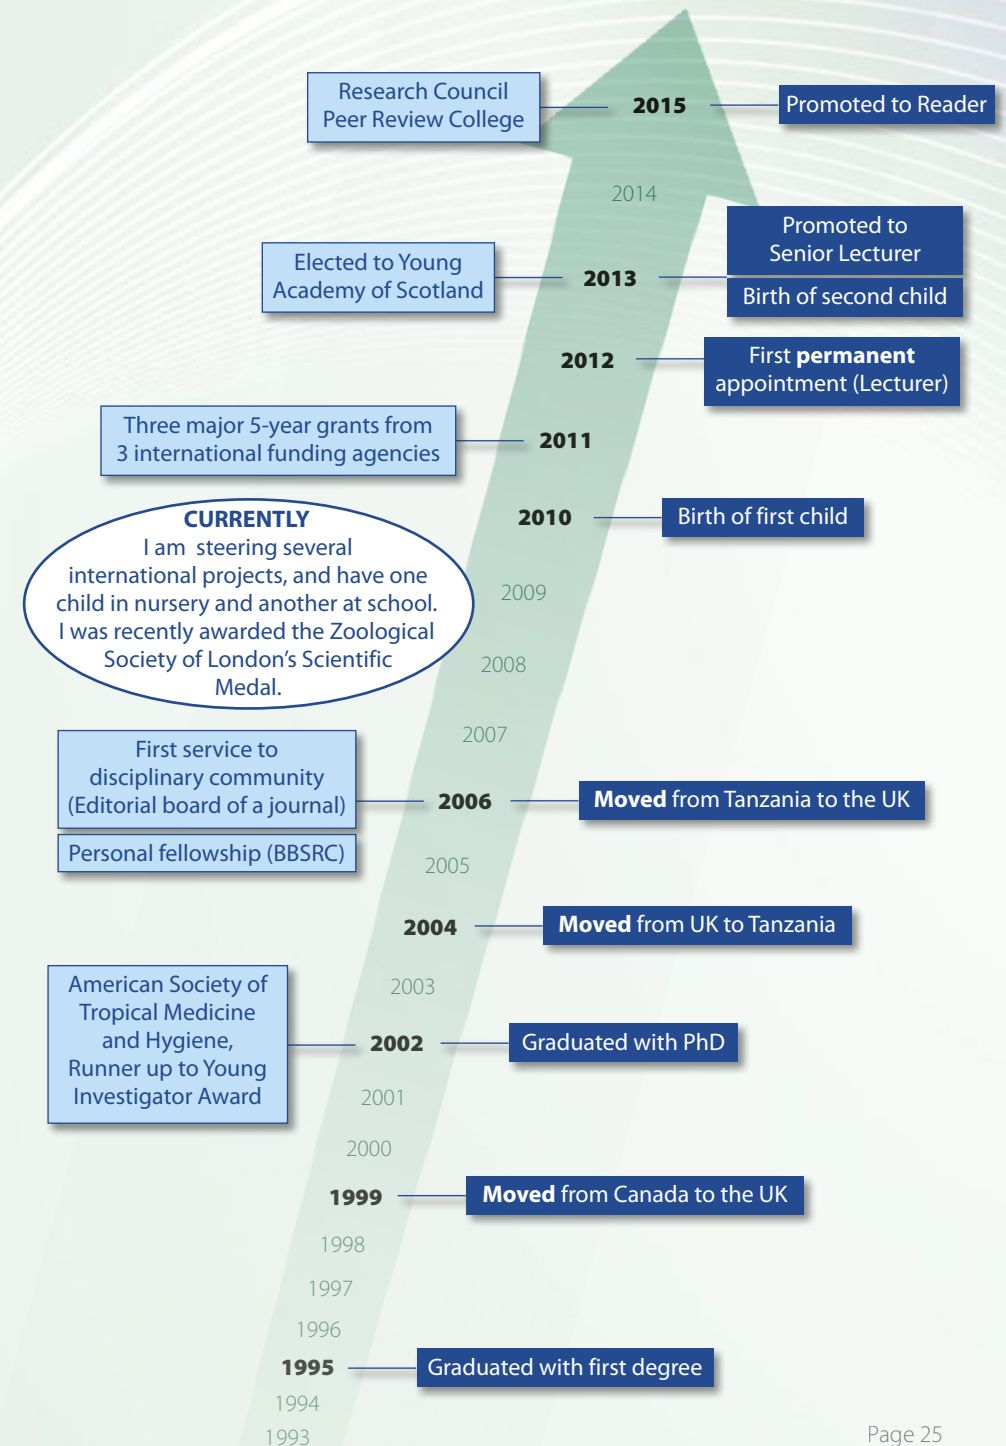 Research Council
Peer Review College
2015
Promoted to Reader
2014
Promoted to
Senior Lecturer
Elected to Young
Academy of Scotland
2013
Birth of second child
2012
First permanent
appointment (Lecturer)
Three major 5-year grants from
3 international funding agencies
2011
2010
Birth of first child
CURRENTLY
I am steering several
international projects, and have one
child in nursery and another at school.
I was recently awarded the Zoological
Society of London's Scientific
Medal.
2009
2008
2007
First service to
disciplinary community
(Editorial board of a journal)
Personal fellowship (BBSRC)
2006
Moved from Tanzania to the UK
2005
2004
Moved from UK to Tanzania
2003
American Society of
Tropical Medicine
and Hygiene,
Runner up to Young
Investigator Award
2002
Graduated with PhD
2001
2000
1999
Moved from Canada to the UK
1998
1997
1996
1995
Graduated with first degree
1994
1993
Page 25